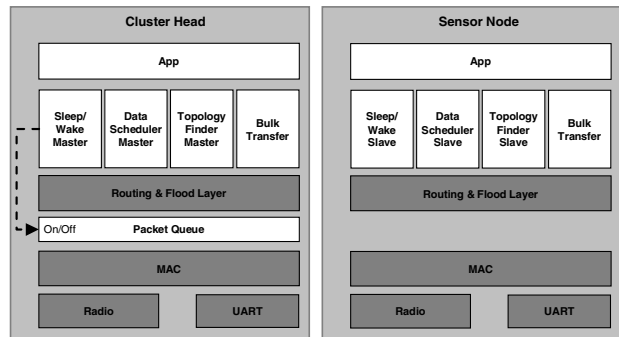 Cluster Head
App
Sleep/
Wake
Master
Data
Scheduler
Master
Topology
Finder
Master
Bulk
Transfer
Routing & Flood Layer
On/Off Packet Queue
MAC
Radio
UART
Sensor Node
App
Sleep/
Wake
Slave
Data
Scheduler
Slave
Topology
Finder
Slave
Bulk
Transfer
Routing & Flood Layer
MAC
Radio
UART